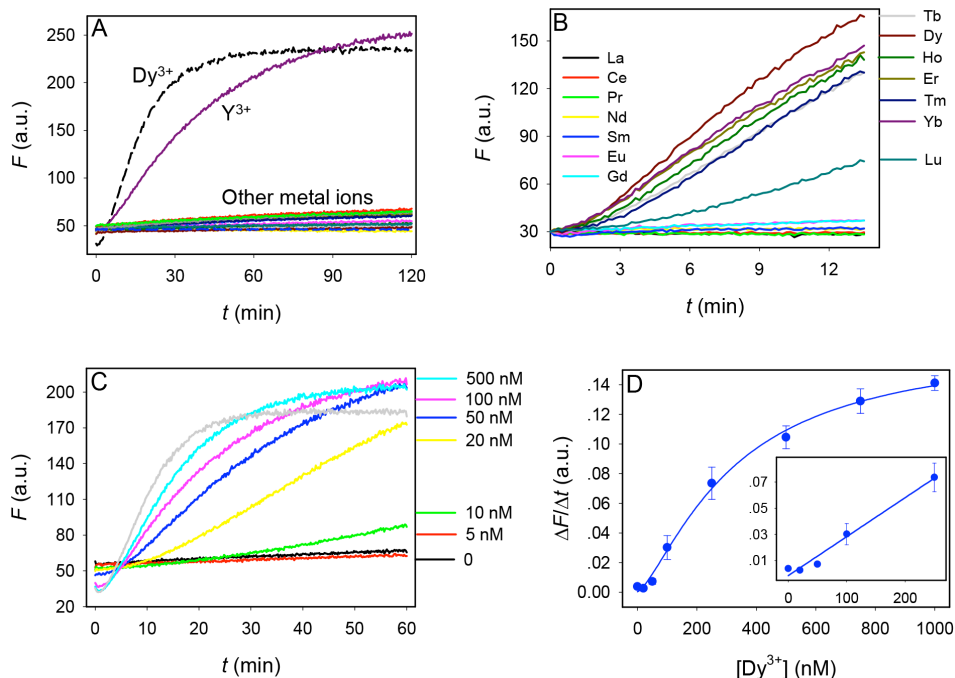 A
250
200
150
100
50
F (a.u.)
Dy³⁺
Y³⁺
Other metal ions
0
30
60
90
120
t (min)
B
150
120
90
60
30
F (a.u.)
La
Ce
Pr
Nd
Sm
Eu
Gd
Tb
Dy
Ho
Er
Tm
Yb
Lu
0
3
6
9
12
t (min)
C
200
170
140
110
80
50
20
F (a.u.)
500 nM
100 nM
50 nM
20 nM
10 nM
5 nM
0
0
10
20
30
40
50
60
t (min)
D
.14
.12
.10
.08
.06
.04
.02
0.00
ΔF/Δt (a.u.)
.07
.05
.03
.01
0
100
200
0
200
400
600
800
1000
[Dy³⁺] (nM)